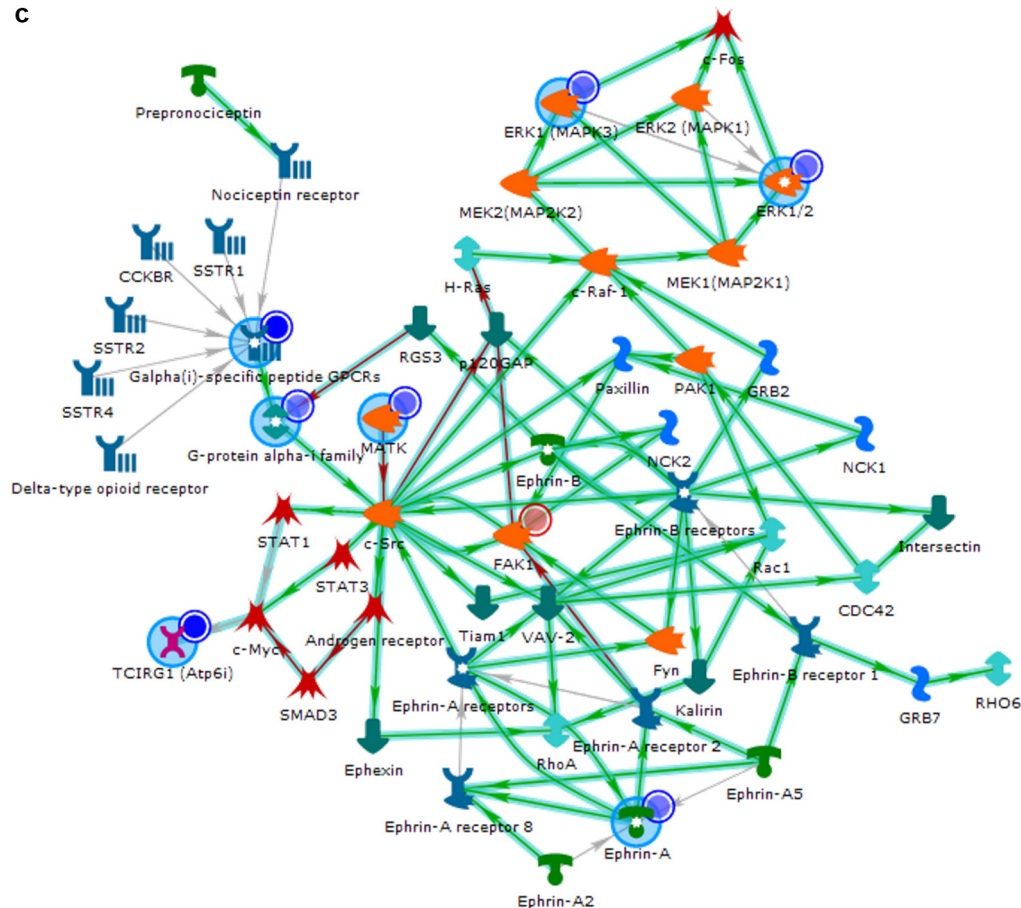 c
c-Fos
Prepronociceptin
ERK1 (MAPK3)
ERK2 (MAPK1)
Nociceptin receptor
MEK2(MAP2K2)
ERK1/2
CCKBR
SSTR1
H-Ras
c-Raf-1
MEK1(MAP2K1)
SSTR2
RGS3
p120GAP
Galpha(i)-specific peptide GPCRs
Paxillin
PAK1
GRB2
SSTR4
G-protein alpha-i family
MATK
NCK2
NCK1
Delta-type opioid receptor
Ephrin-B
STAT1
c-Src
FAK1
Ephrin-B receptors
Intersectin
STAT3
Rac1
CDC42
c-Myc
Androgen receptor
Tiam1
VAV-2
TCIRG1 (Atp6i)
Fyn
Ephrin-B receptor 1
SMAD3
Ephrin-A receptors
Kalirin
GRB7
RHO6
Ephexin
RhoA
Ephrin-A receptor 2
Ephrin-A5
Ephrin-A receptor 8
Ephrin-A
Ephrin-A2